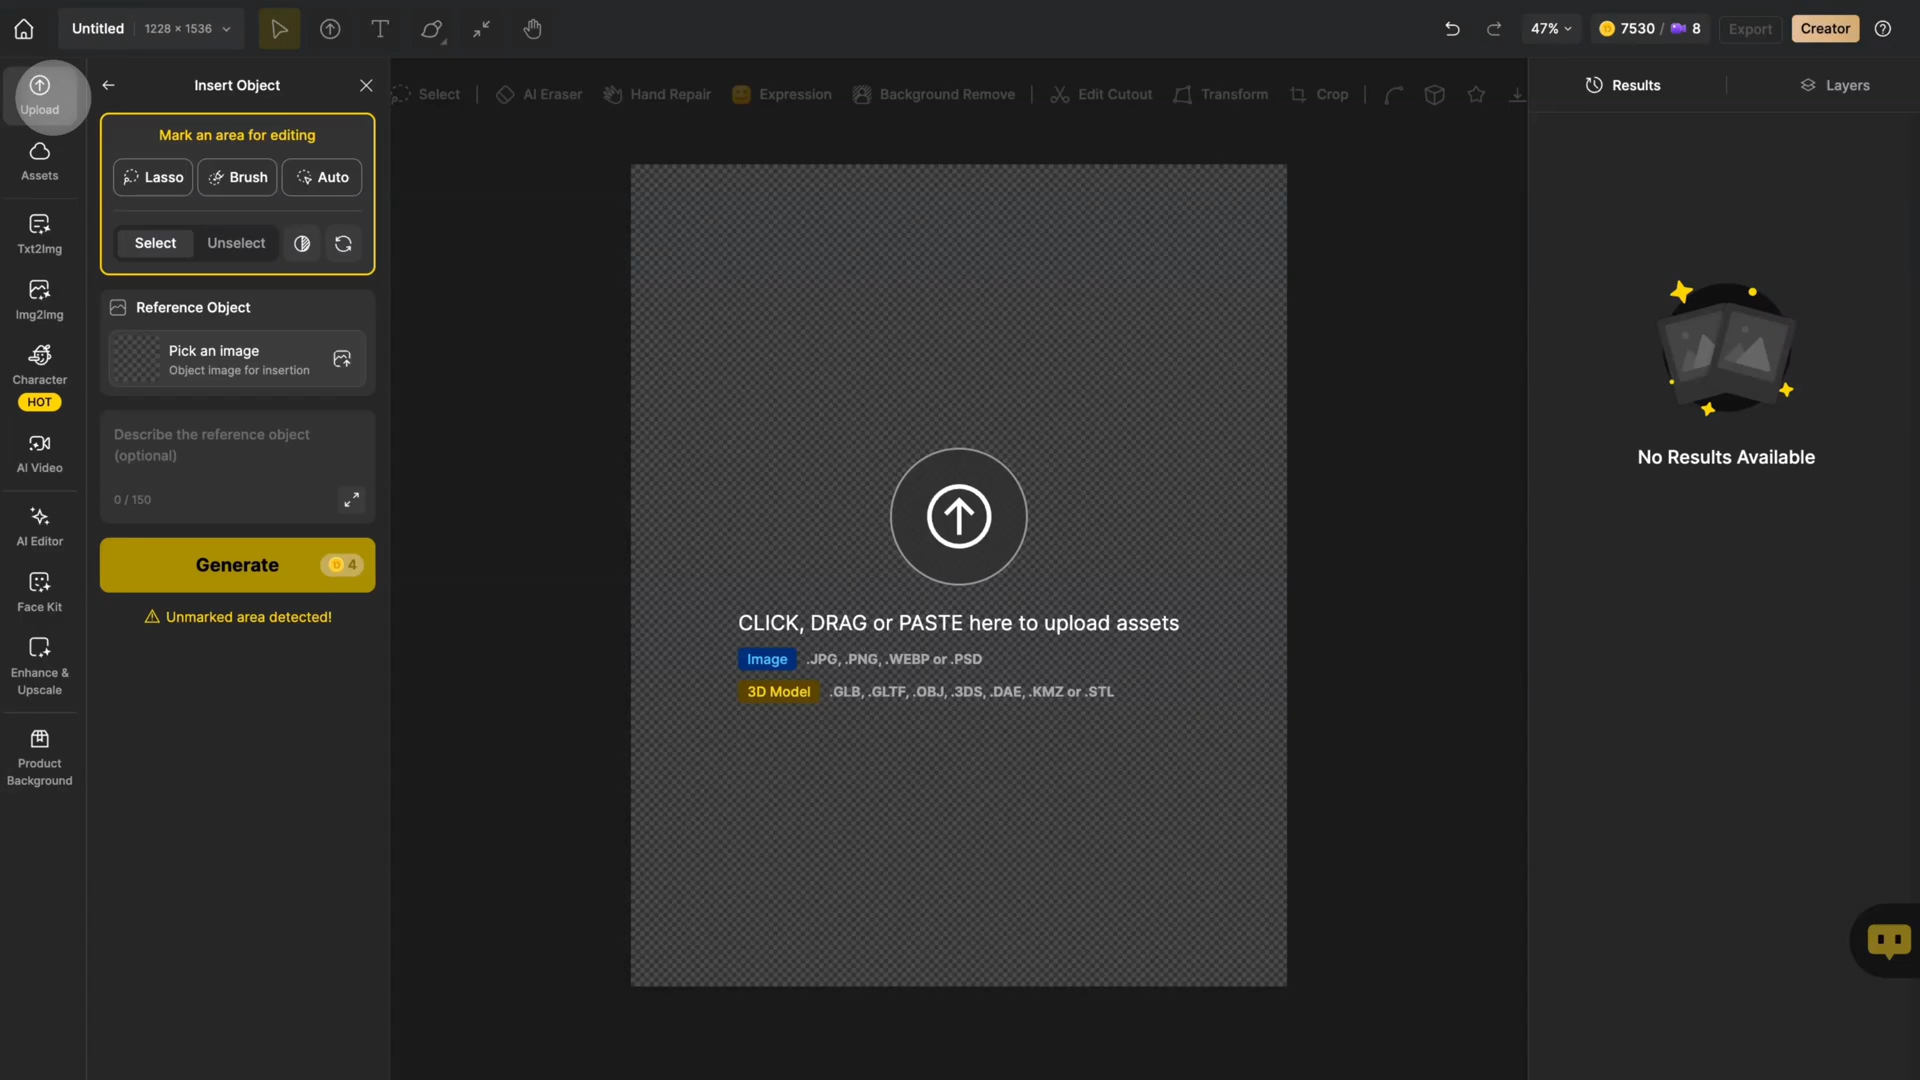 Untitled 1228 × 1536
47%
7530 / 8
Export
Creator
Upload
Assets
Txt2Img
Img2Img
Character
HOT
AI Video
AI Editor
Face Kit
Enhance &
Upscale
Product
Background
Insert Object
Mark an area for editing
Lasso
Brush
Auto
Select
Unselect
Reference Object
Pick an image
Object image for insertion
Describe the reference object
(optional)
0 / 150
Generate 4
Unmarked area detected!
Select
AI Eraser
Hand Repair
Expression
Background Remove
Edit Cutout
Transform
Crop
CLICK, DRAG or PASTE here to upload assets
Image .JPG, .PNG, .WEBP or .PSD
3D Model .GLB, .GLTF, .OBJ, .3DS, .DAE, .KMZ or .STL
Results
Layers
No Results Available